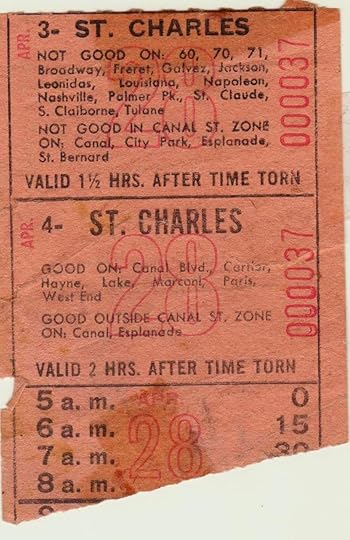 APR. 3- ST. CHARLES
NOT GOOD ON: 60, 70, 71,
Broadway, Freret, Galvez, Jackson,
Leonidas, Louisiana, Napoleon,
Nashville, Palmer Pk., St. Claude,
S. Claiborne, Tulane
NOT GOOD IN CANAL ST. ZONE
ON: Canal, City Park, Esplanade,
St. Bernard
28
000037
VALID 1½ HRS. AFTER TIME TORN
APR. 4- ST. CHARLES
GOOD ON: Canal Blvd., Cartier,
Hayne, Lake, Marconi, Paris,
West End
GOOD OUTSIDE CANAL ST. ZONE
ON: Canal, Esplanade
28
000037
VALID 2 HRS. AFTER TIME TORN
APR.
28
5 a.m. 0
6 a.m. 15
7 a.m. 30
8 a.m.